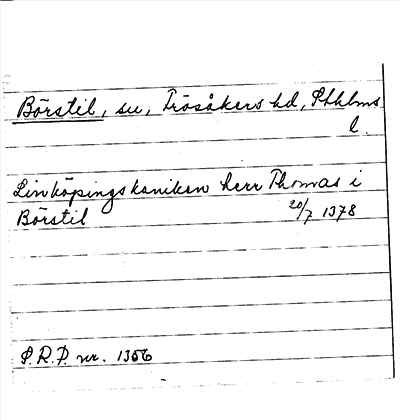 Börstil, sn, Frösåkers hd, Sthlms
l.
Linköpingskaniken herr Thomas i
Börstil 20/7 1378
S.R.P. nr. 1356